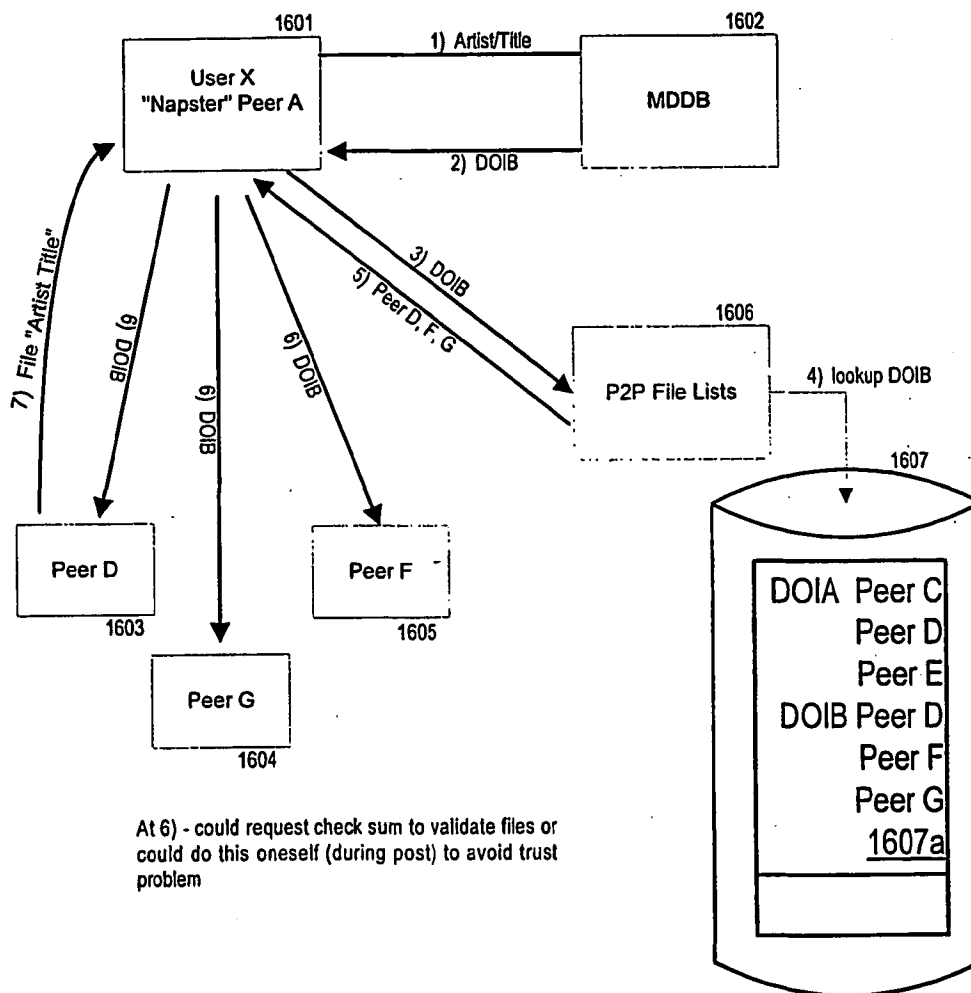 1601
1) Artist/Title
1602
User X
"Napster" Peer A
MDDB
2) DOIB
7) File "Artist Title"
6) DOIB
6) DOIB
6) DOIB
3) DOIB
5) Peer D, F, G
1606
P2P File Lists
4) lookup DOIB
1607
Peer D
1603
Peer F
1605
Peer G
1604
DOIA Peer C
Peer D
Peer E
DOIB Peer D
Peer F
Peer G
1607a
At 6) - could request check sum to validate files or
could do this oneself (during post) to avoid trust
problem